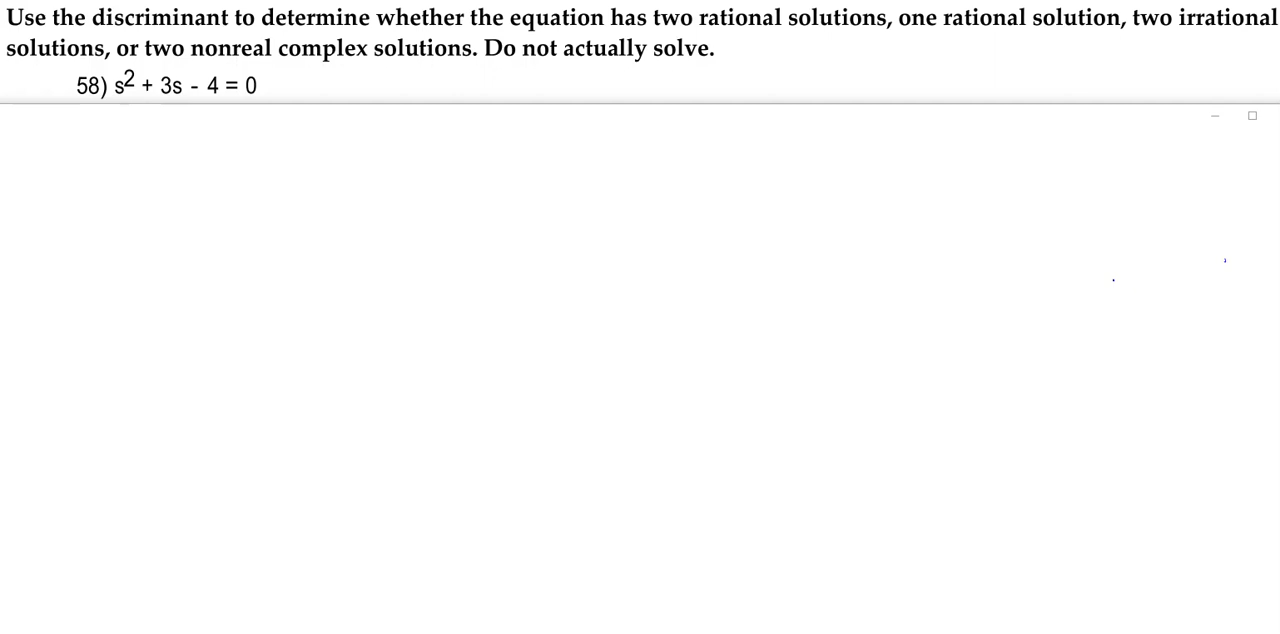 Use the discriminant to determine whether the equation has two rational solutions, one rational solution, two irrational
solutions, or two nonreal complex solutions. Do not actually solve.
58) s² + 3s - 4 = 0